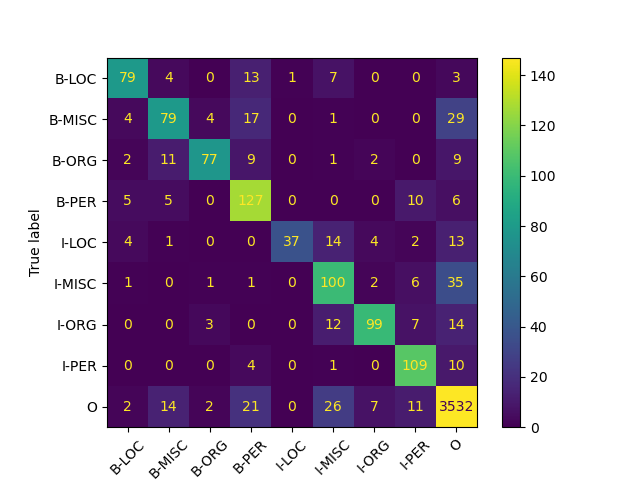 B-LOC 79 4 0 13 1 7 0 0 3
B-MISC 4 79 4 17 0 1 0 0 29
B-ORG 2 11 77 9 0 1 2 0 9
B-PER 5 5 0 127 0 0 0 10 6
I-LOC 4 1 0 0 37 14 4 2 13
I-MISC 1 0 1 1 0 100 2 6 35
I-ORG 0 0 3 0 0 12 99 7 14
I-PER 0 0 0 4 0 1 0 109 10
O 2 14 2 21 0 26 7 11 3532
B-LOC B-MISC B-ORG B-PER I-LOC I-MISC I-ORG I-PER O
True label
140
120
100
80
60
40
20
0